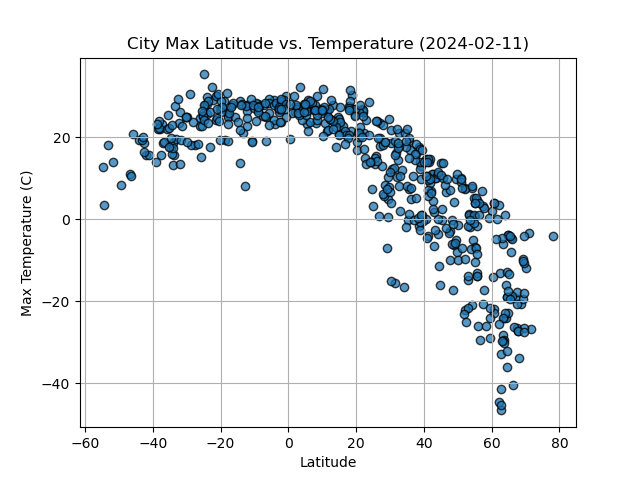 City Max Latitude vs. Temperature (2024-02-11)
Max Temperature (C)
20
0
−20
−40
−60 −40 −20 0 20 40 60 80
Latitude